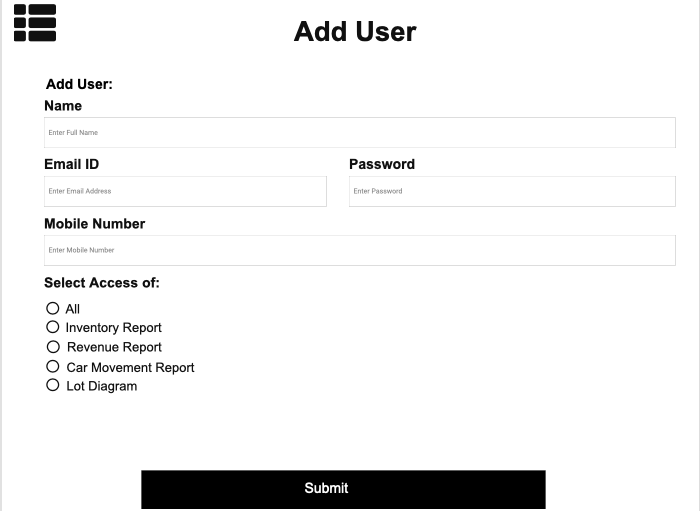 Add User
Add User:
Name
Enter Full Name
Email ID
Password
Enter Email Address
Enter Password
Mobile Number
Enter Mobile Number
Select Access of:
All
Inventory Report
Revenue Report
Car Movement Report
Lot Diagram
Submit